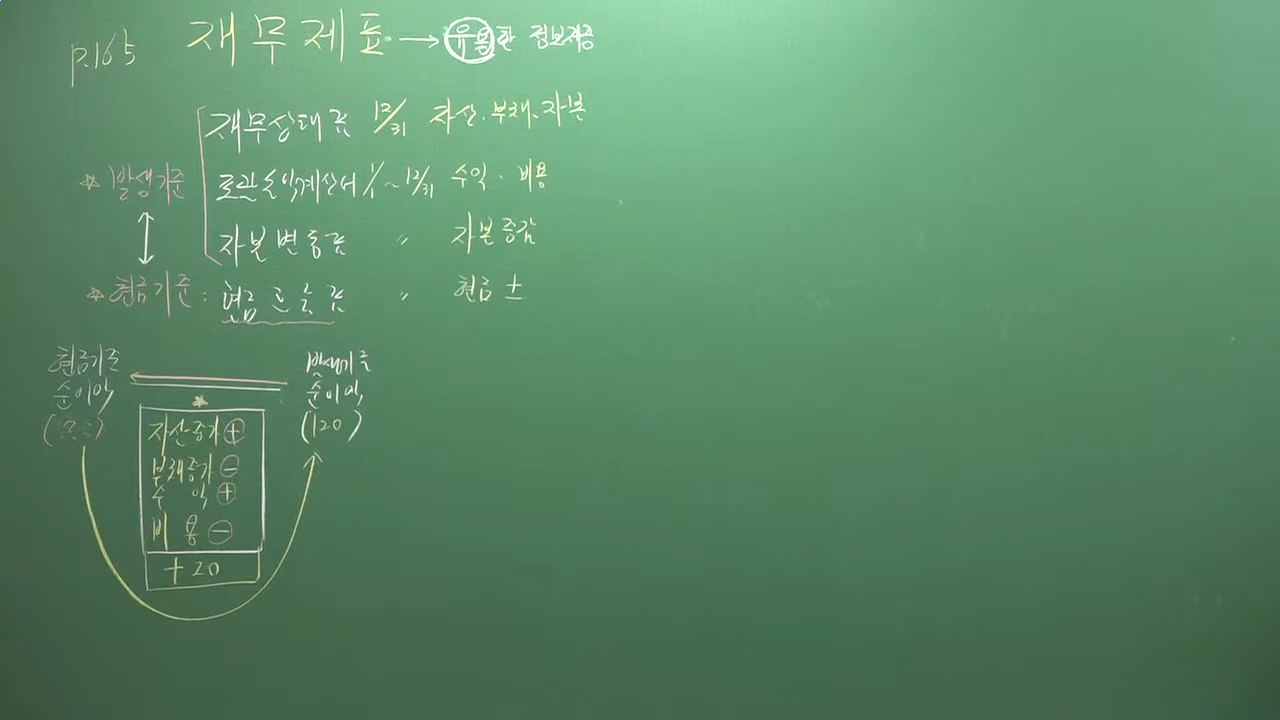 p.165 재무제표 → 유용한 정보제공
재무상태표 12/31 자산·부채·자본
* 발생기준 포괄손익계산서 1/1 ~ 12/31 수익·비용
자본변동표 〃 자본증감
* 현금기준 : 현금흐름표 〃 현금 ±
현금기준 발생기준
순이익 순이익
*
( ) 자산증가 ⊕ (120)
부채증가 ⊖
수익 ⊕
비용 ⊖
+20